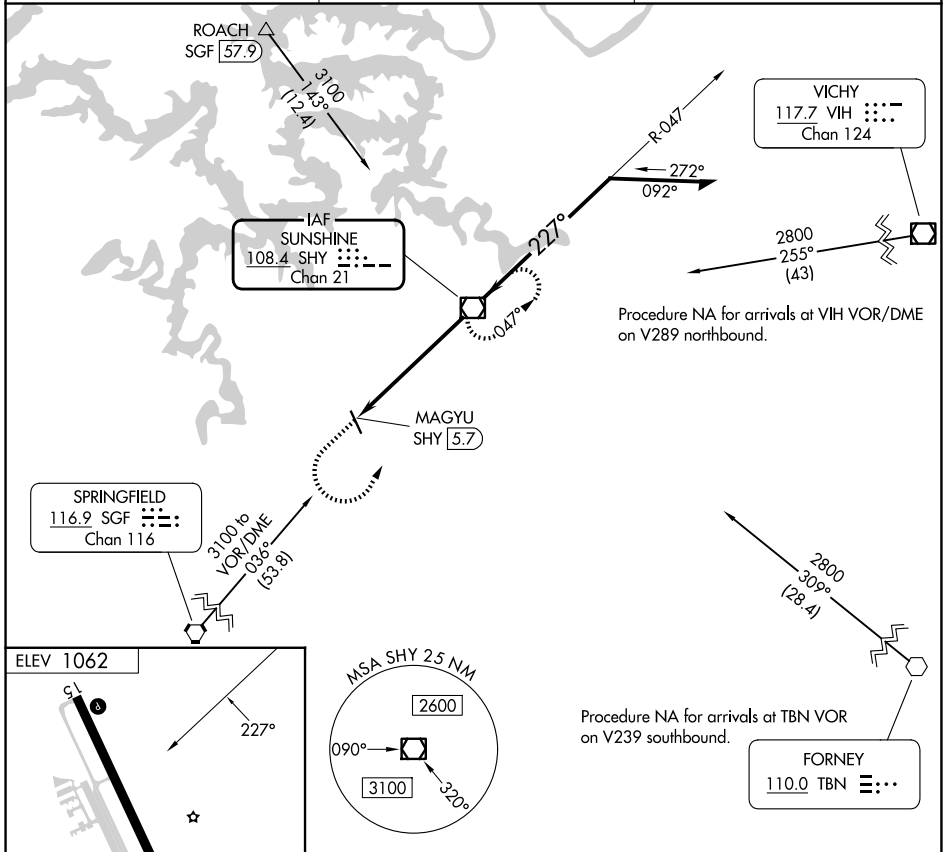 ROACH
SGF 57.9
3100
143°
(12.4)
R-047
272°
092°
VICHY
117.7 VIH
Chan 124
IAF
SUNSHINE
108.4 SHY
Chan 21
227°
047°
2800
255°
(43)
Procedure NA for arrivals at VIH VOR/DME
on V289 northbound.
MAGYU
SHY 5.7
SPRINGFIELD
116.9 SGF
Chan 116
3100 to
VOR/DME
036°
(53.8)
2800
309°
(28.4)
ELEV 1062
15
P
227°
MSA SHY 25 NM
2600
090°
3100
320°
Procedure NA for arrivals at TBN VOR
on V239 southbound.
FORNEY
110.0 TBN